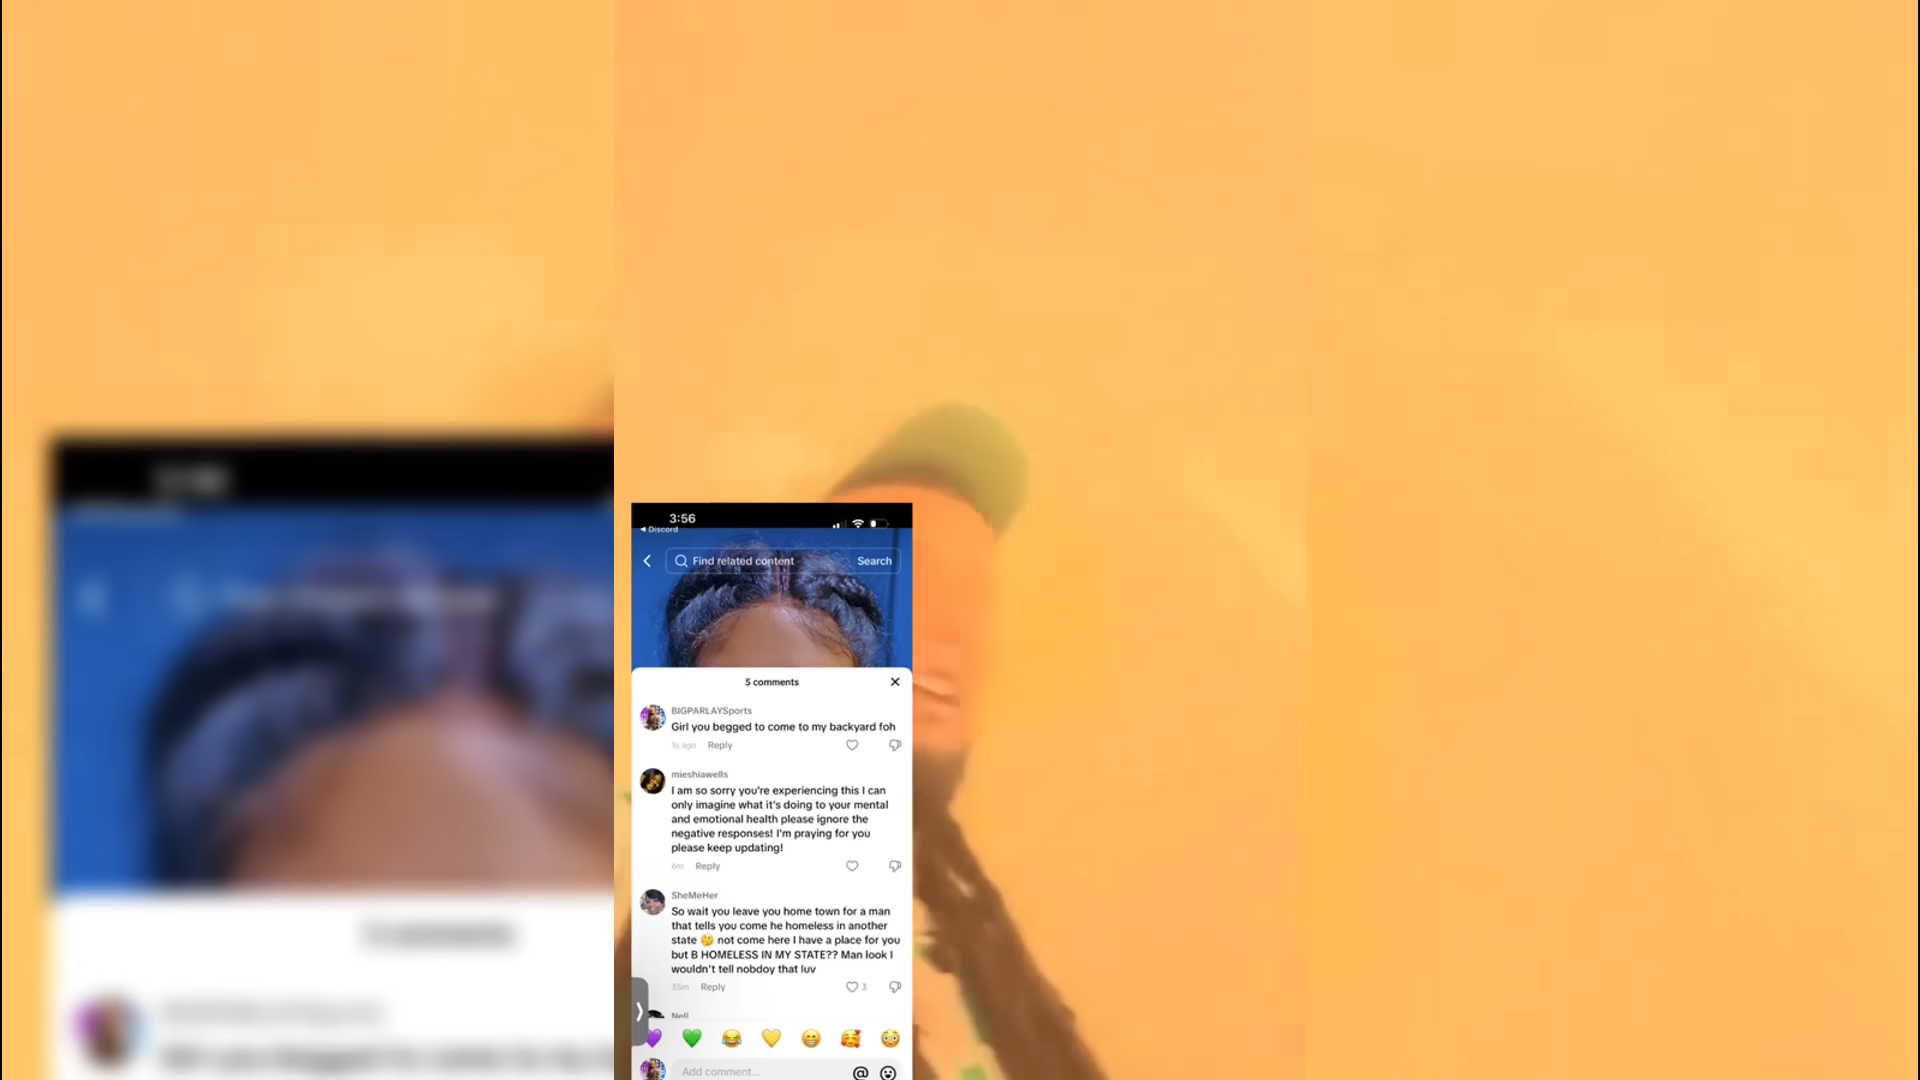 3:56
Discord
Find related content
Search
5 comments
BIGPARLAYSports
Girl you begged to come to my backyard foh
1s ago Reply
mieshiawells
I am so sorry you're experiencing this I can
only imagine what it's doing to your mental
and emotional health please ignore the
negative responses! I'm praying for you
please keep updating!
6m Reply
SheMeHer
So wait you leave you home town for a man
that tells you come he homeless in another
state 🤔 not come here I have a place for you
but B HOMELESS IN MY STATE?? Man look I
wouldn't tell nobdoy that luv
35m Reply
3
Nell
Add comment...
@